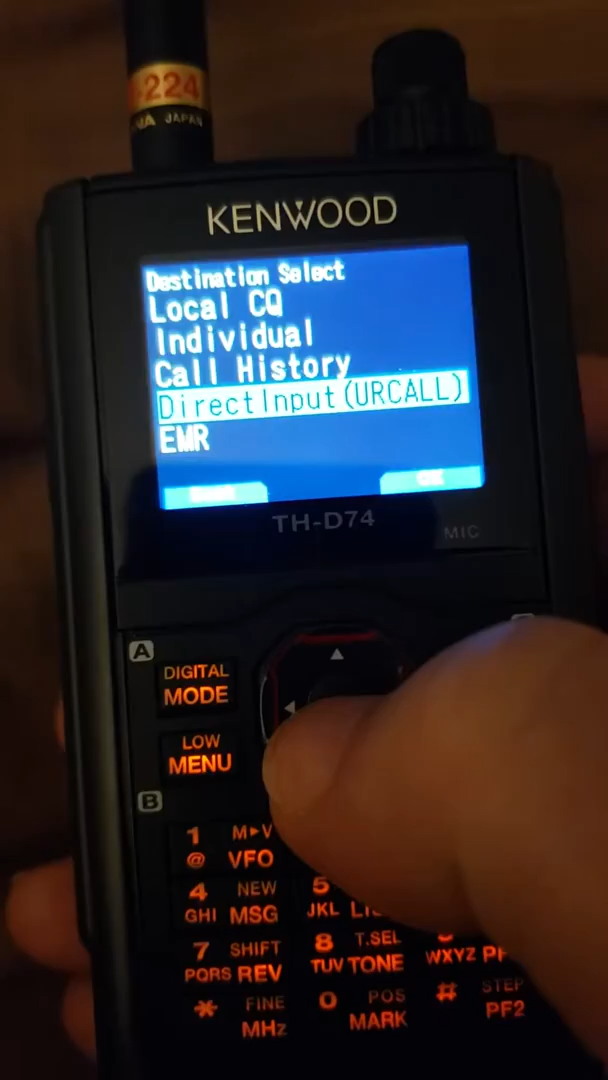 -224
JAPAN
KENWOOD
Destination Select
Local CQ
Individual
Call History
DirectInput(URCALL)
EMR
OK
TH-D74
MIC
A
DIGITAL
MODE
LOW
MENU
B
1 M►V
@ VFO
4 NEW 5
GHI MSG JKL
7 SHIFT 8 T.SEL
PQRS REV TUV TONE WXYZ
* FINE 0 POS # STEP
MHz MARK PF2